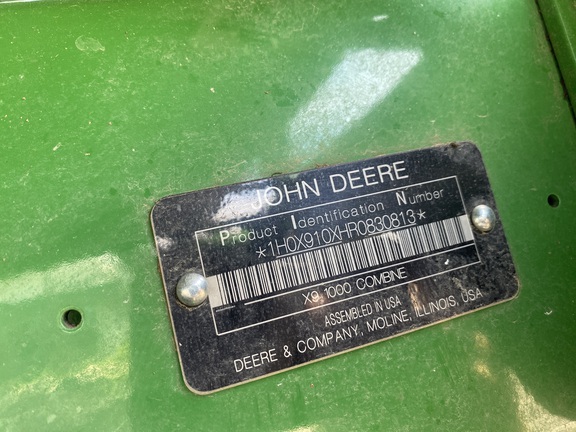 JOHN DEERE
Product Identification Number
*1H0X910XHR0830813*
X9 1000 COMBINE
ASSEMBLED IN USA
DEERE & COMPANY, MOLINE, ILLINOIS, USA